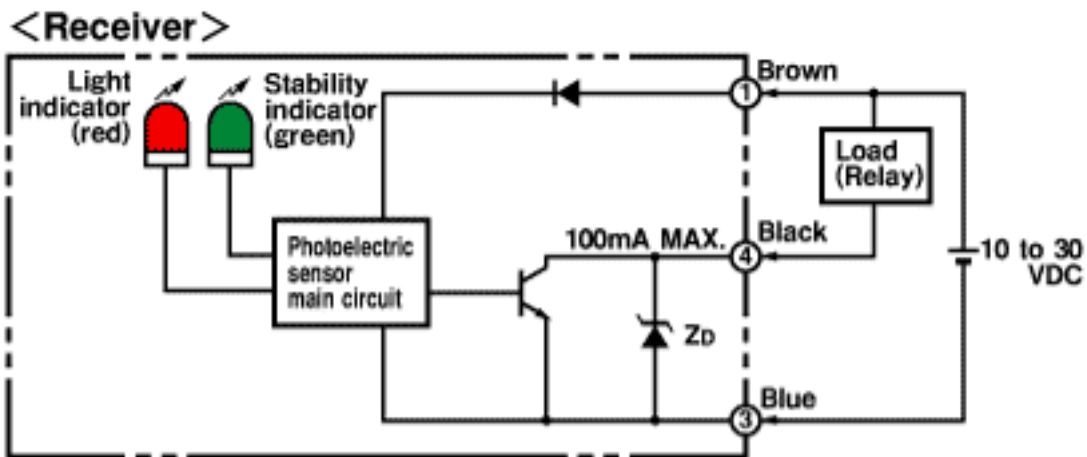 <Receiver>
Light
indicator
(red)
Stability
indicator
(green)
① Brown
Load
(Relay)
Photoelectric
sensor
main circuit
100mA MAX.
④ Black
10 to 30
VDC
ZD
③ Blue